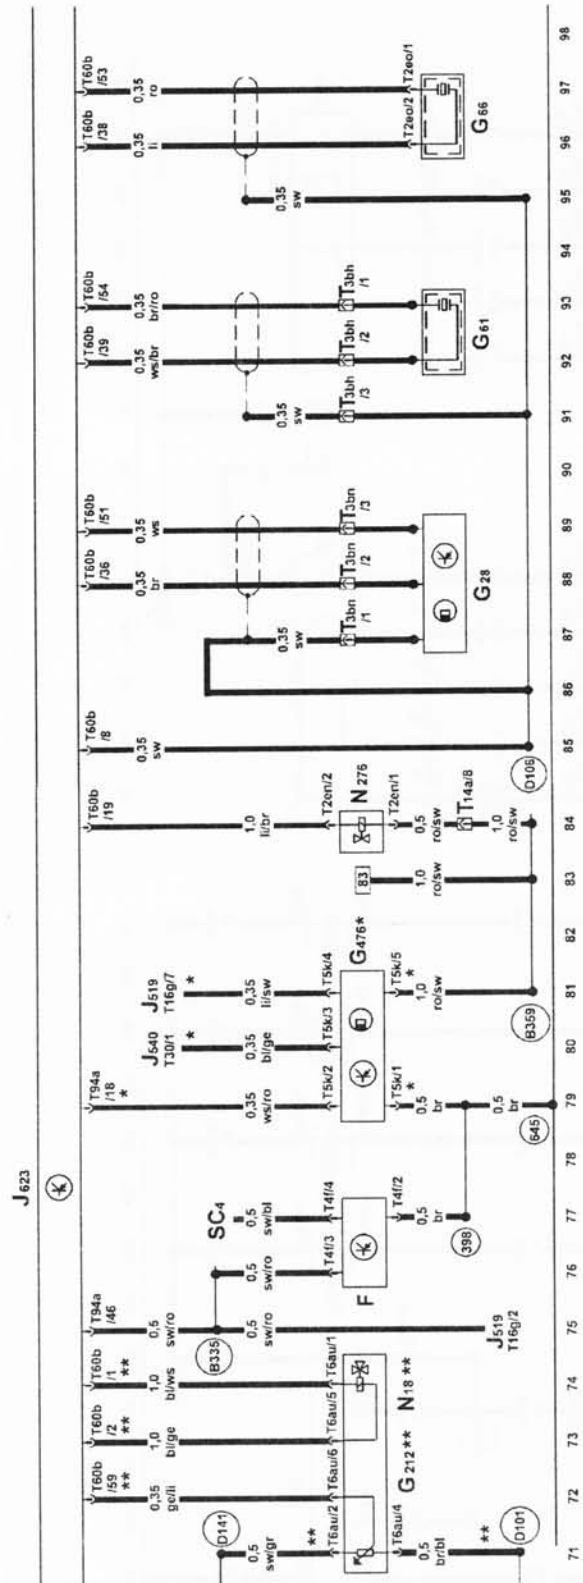 J623
T60b
/53
0,35
ro
T2eo/1
97
T60b
/38
0,35
li
T2eo/2
96
G66
98
0,35
sw
95
94
T60b
/54
0,35
br/ro
T3bh
/1
93
T60b
/39
0,35
ws/br
T3bh
/2
92
G61
0,35
sw
T3bh
/3
91
90
T60b
/51
0,35
ws
T3bn
/3
89
T60b
/36
0,35
br
T3bn
/2
88
G28
0,35
sw
T3bn
/1
87
86
T60b
/8
0,35
sw
D106
85
T60b
/19
1,0
li/br
T2en/2
N276
T2en/1
0,5
ro/sw
T14a/8
1,0
ro/sw
84
83
1,0
ro/sw
83
82
G476*
J519
T16g/7
*
0,35
li/sw
T5k/4
T5k/5
*
1,0
ro/sw
B359
81
J540
T30/1
*
0,35
bl/ge
T5k/3
80
T94a
/18
*
0,35
ws/ro
T5k/2
T5k/1
*
0,5
br
0,5
br
645
79
78
SC4
0,5
sw/bl
T4f/4
T4f/2
0,5
br
398
77
0,5
sw/ro
T4f/3
F
76
T94a
/46
0,5
sw/ro
B335
0,5
sw/ro
J519
T16g/2
75
T60b
/1
**
1,0
bl/ws
T6au/1
N18**
74
T60b
/2
**
1,0
bl/ge
T6au/5
73
T60b
/59
**
0,35
ge/li
T6au/6
G212**
72
D141
0,5
sw/gr
**
T6au/2
T6au/4
0,5
br/bl
**
D101
71